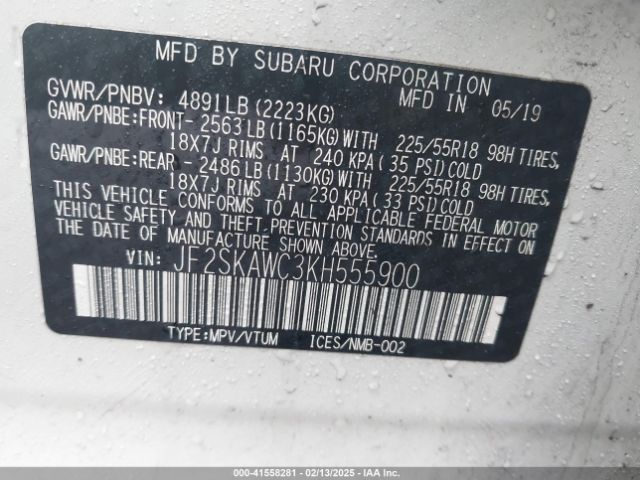 MFD BY SUBARU CORPORATION
GVWR/PNBV: 4891LB(2223KG) MFD IN 05/19
GAWR/PNBE:FRONT- 2563LB(1165KG)WITH 225/55R18 98H TIRES,
18X7J RIMS AT 240 KPA(35 PSI)COLD
GAWR/PNBE:REAR - 2486LB(1130KG)WITH 225/55R18 98H TIRES,
18X7J RIMS AT 230 KPA(33 PSI)COLD
THIS VEHICLE CONFORMS TO ALL APPLICABLE FEDERAL MOTOR
VEHICLE SAFETY AND THEFT PREVENTION STANDARDS IN EFFECT
ON THE DATE OF MANUFACTURE SHOWN ABOVE.
VIN: JF2SKAWC3KH555900
TYPE:MPV/VTUM ICES/NMB-002
000-41558281 - 02/13/2025 - IAAI.com